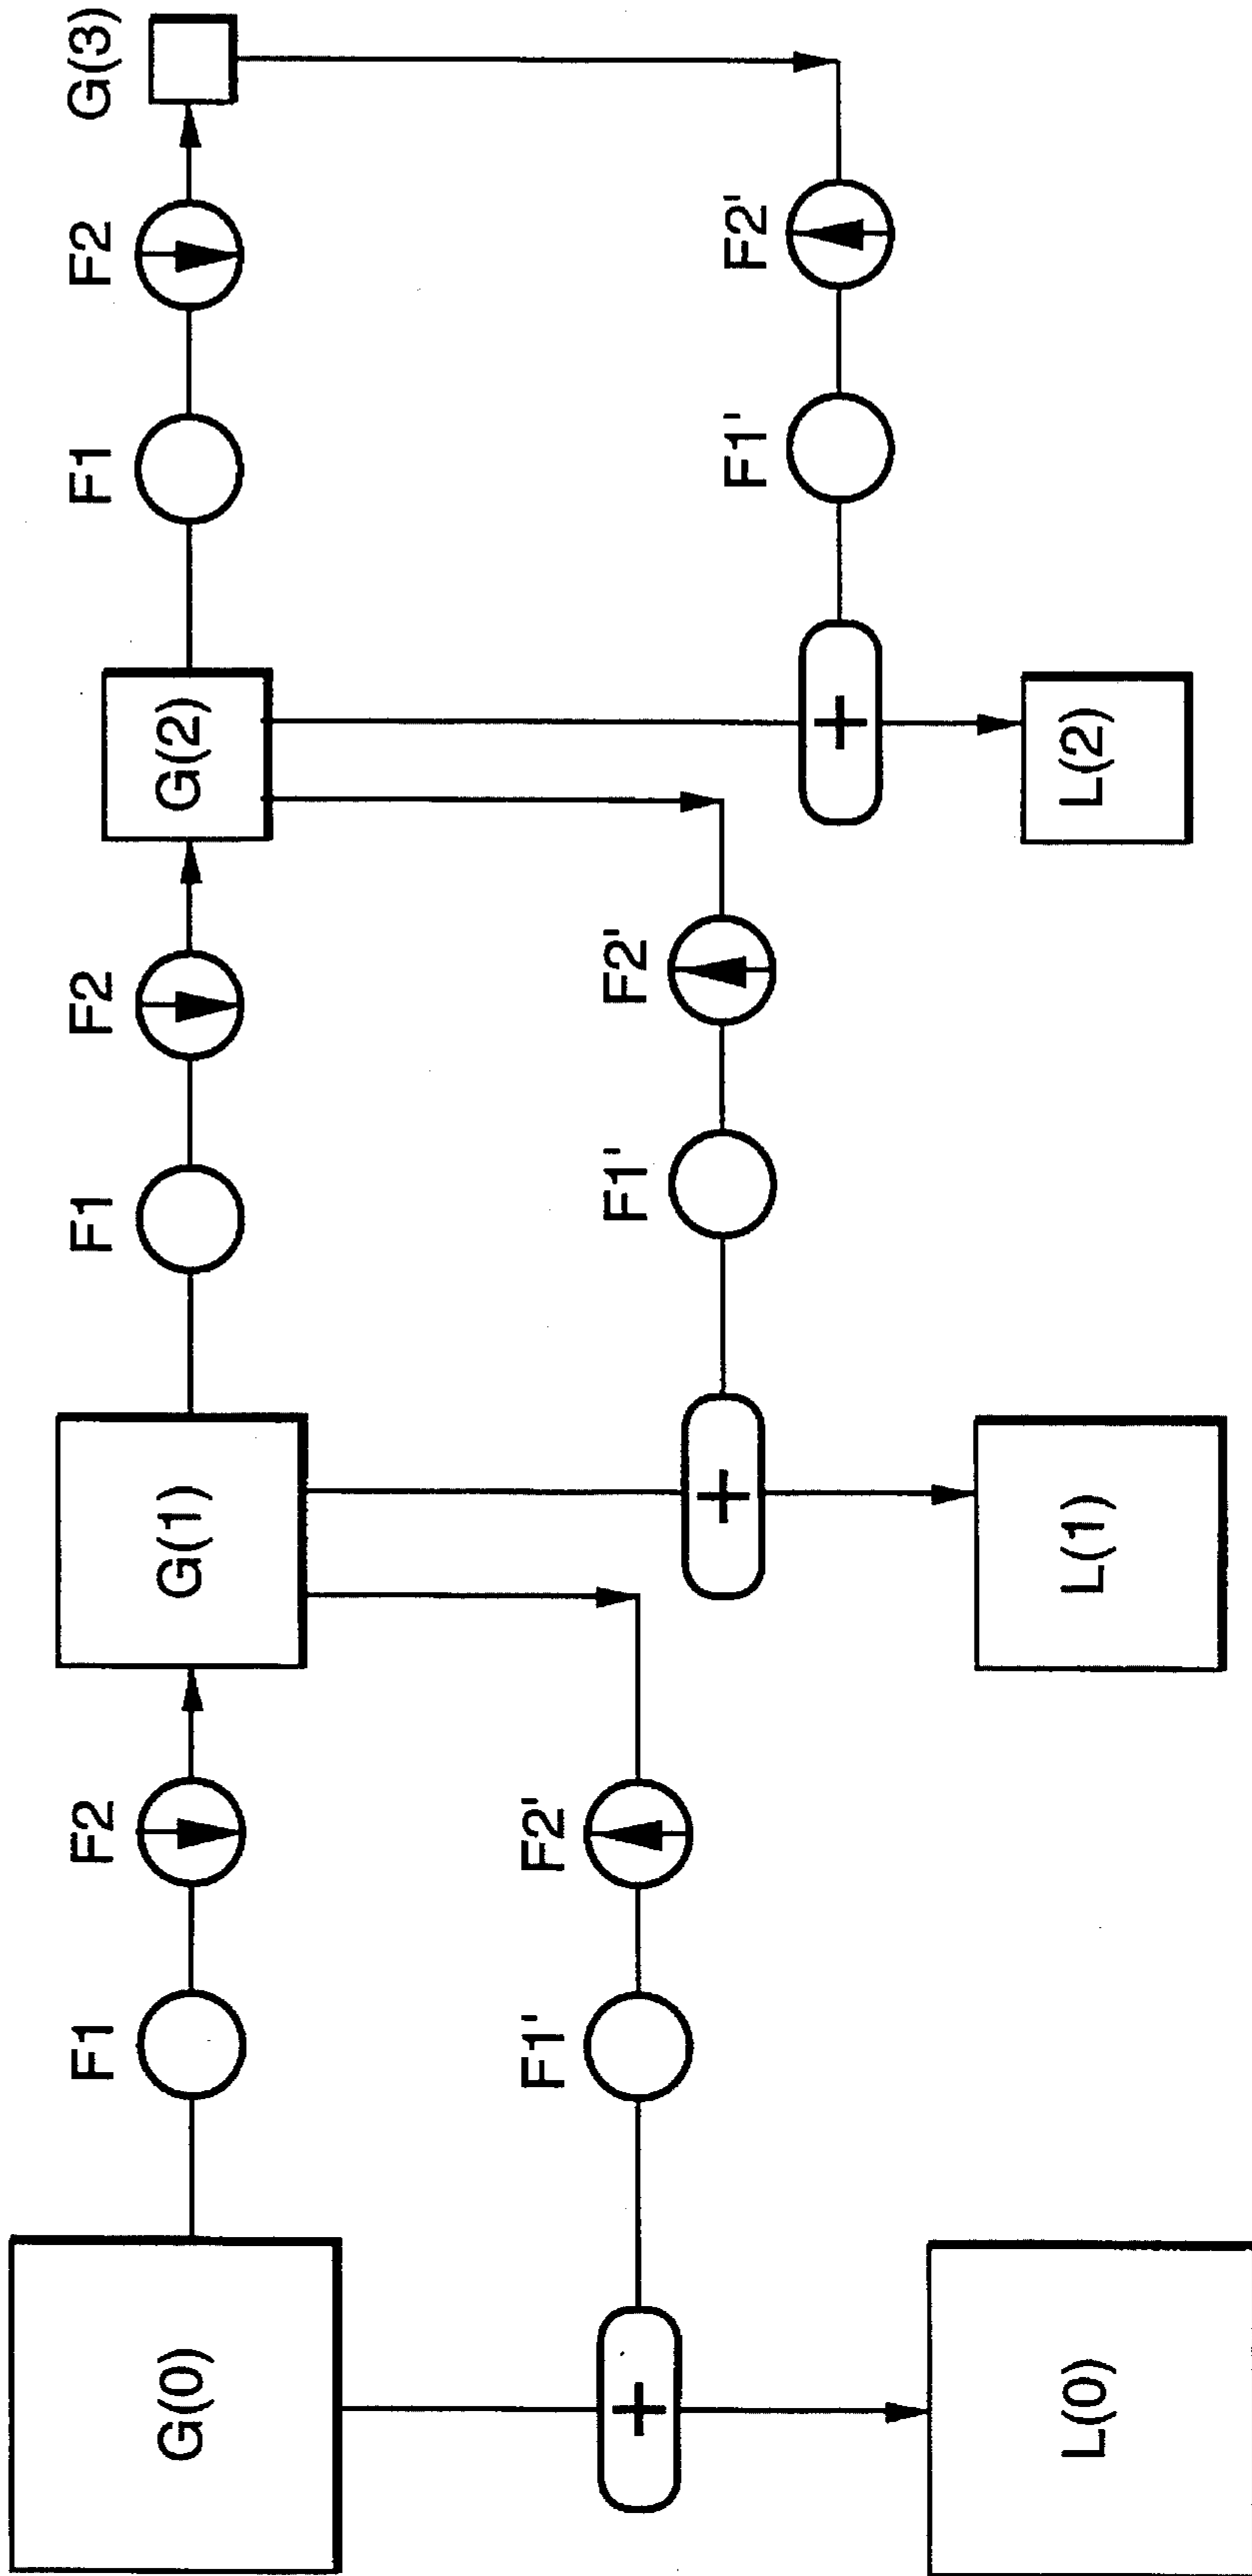 G(0)
F1
F2
G(1)
F1
F2
G(2)
F1
F2
G(3)
+
F1'
F2'
+
F1'
F2'
+
F1'
F2'
L(0)
L(1)
L(2)